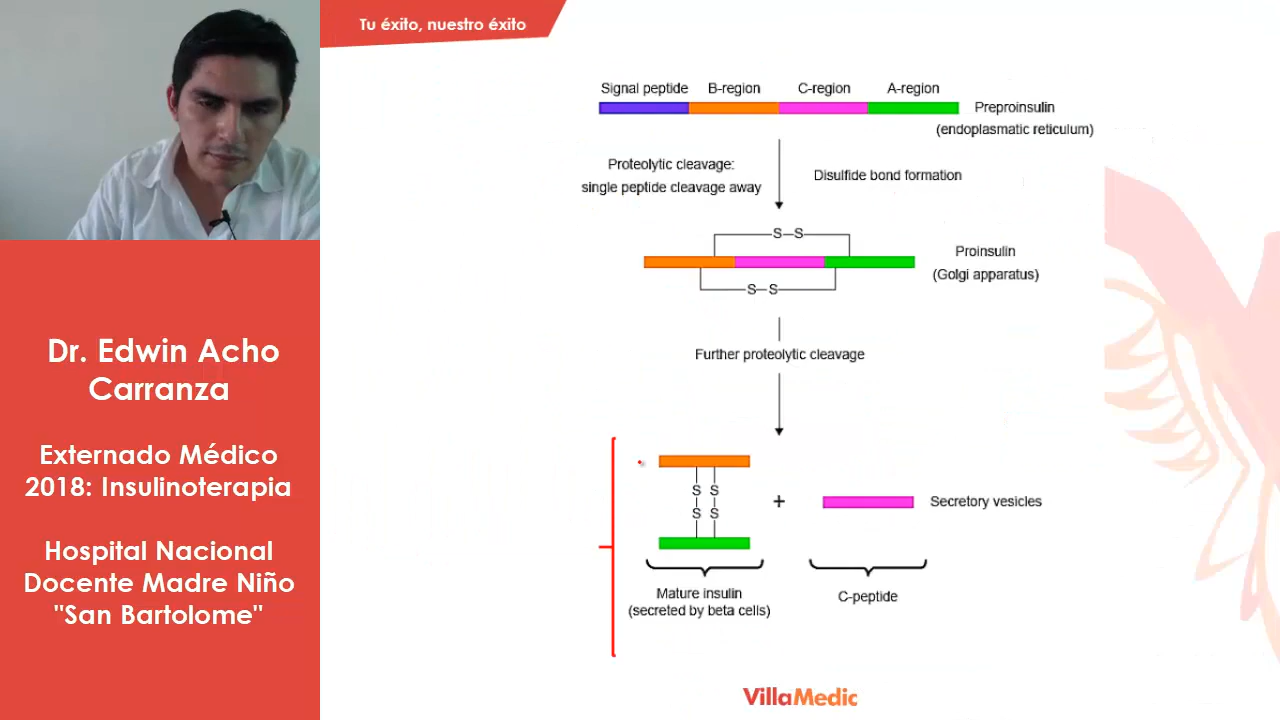 Tu éxito, nuestro éxito
Dr. Edwin Acho
Carranza
Externado Médico
2018: Insulinoterapia
Hospital Nacional
Docente Madre Niño
"San Bartolome"
Signal peptide B-region C-region A-region
Preproinsulin
(endoplasmatic reticulum)
Proteolytic cleavage:
single peptide cleavage away
Disulfide bond formation
S S
Proinsulin
(Golgi apparatus)
S S
Further proteolytic cleavage
S S
S S
+
Secretory vesicles
Mature insulin
(secreted by beta cells)
C-peptide
VillaMedic